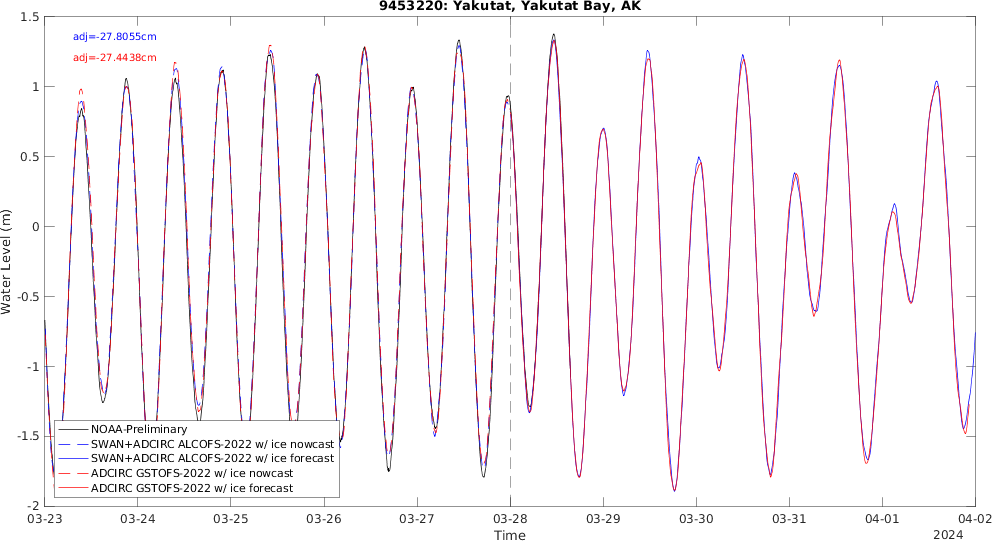 9453220: Yakutat, Yakutat Bay, AK
adj=-27.8055cm
adj=-27.4438cm
Water Level (m)
1.5
1
0.5
0
-0.5
-1
-1.5
-2
NOAA-Preliminary
SWAN+ADCIRC ALCOFS-2022 w/ ice nowcast
SWAN+ADCIRC ALCOFS-2022 w/ ice forecast
ADCIRC GSTOFS-2022 w/ ice nowcast
ADCIRC GSTOFS-2022 w/ ice forecast
03-23 03-24 03-25 03-26 03-27 03-28 03-29 03-30 03-31 04-01 04-02
Time
2024